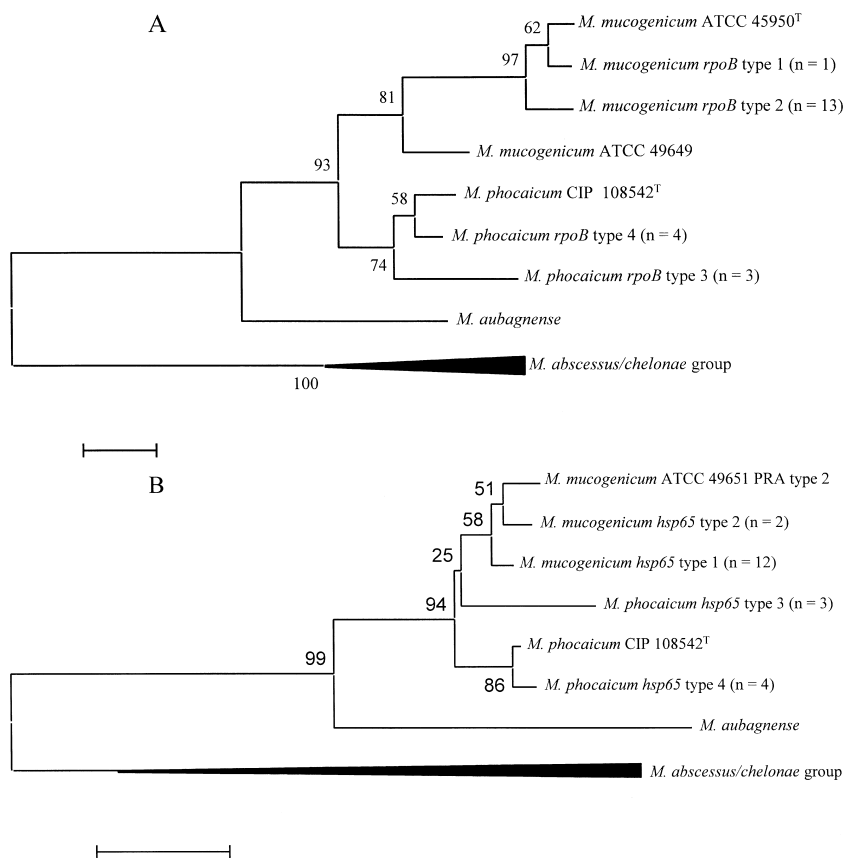 A
62
M. mucogenicum ATCC 45950T
97
M. mucogenicum rpoB type 1 (n = 1)
81
M. mucogenicum rpoB type 2 (n = 13)
M. mucogenicum ATCC 49649
93
58
M. phocaicum CIP 108542T
M. phocaicum rpoB type 4 (n = 4)
74
M. phocaicum rpoB type 3 (n = 3)
M. aubagnense
M. abscessus/chelonae group
100
B
51
M. mucogenicum ATCC 49651 PRA type 2
58
M. mucogenicum hsp65 type 2 (n = 2)
25
M. mucogenicum hsp65 type 1 (n = 12)
94
M. phocaicum hsp65 type 3 (n = 3)
M. phocaicum CIP 108542T
99
86
M. phocaicum hsp65 type 4 (n = 4)
M. aubagnense
M. abscessus/chelonae group